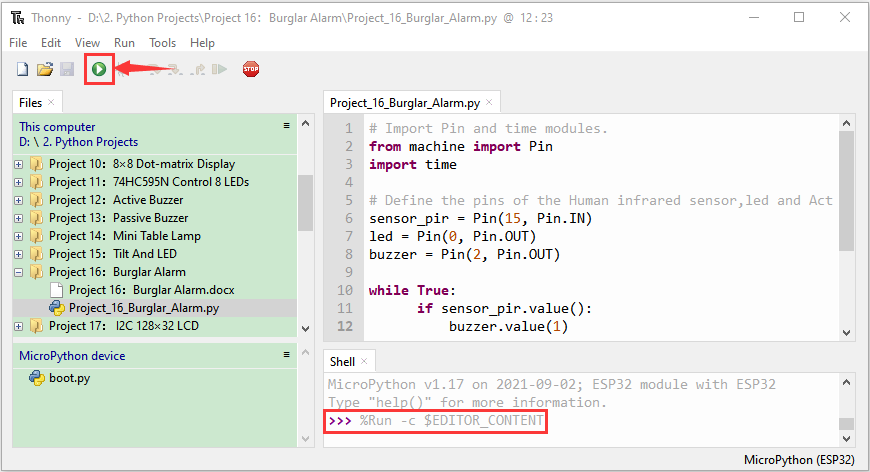 Thonny - D:\2. Python Projects\Project 16： Burglar Alarm\Project_16_Burglar_Alarm.py @ 12 : 23
File Edit View Run Tools Help
STOP
Files ×
This computer
D: \ 2. Python Projects
Project 10：8×8 Dot-matrix Display
Project 11：74HC595N Control 8 LEDs
Project 12：Active Buzzer
Project 13：Passive Buzzer
Project 14：Mini Table Lamp
Project 15：Tilt And LED
Project 16：Burglar Alarm
Project 16：Burglar Alarm.docx
Project_16_Burglar_Alarm.py
Project 17： I2C 128×32 LCD
MicroPython device
boot.py
Project_16_Burglar_Alarm.py ×
1 # Import Pin and time modules.
2 from machine import Pin
3 import time
4
5 # Define the pins of the Human infrared sensor,led and Act
6 sensor_pir = Pin(15, Pin.IN)
7 led = Pin(0, Pin.OUT)
8 buzzer = Pin(2, Pin.OUT)
9
10 while True:
11 if sensor_pir.value():
12 buzzer.value(1)
Shell ×
MicroPython v1.17 on 2021-09-02; ESP32 module with ESP32
Type "help()" for more information.
>>> %Run -c $EDITOR_CONTENT
MicroPython (ESP32)